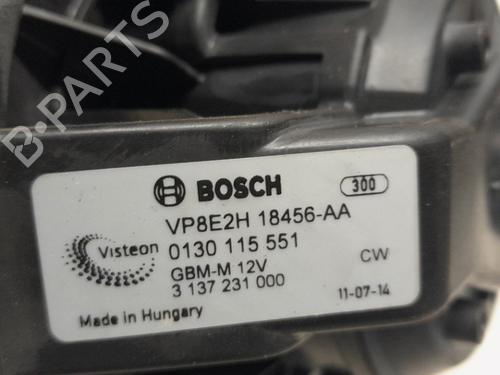 B-PARTS
BOSCH 300
VP8E2H 18456-AA
Visteon 0130 115 551
GBM-M 12V CW
3 137 231 000 11-07-14
Made in Hungary